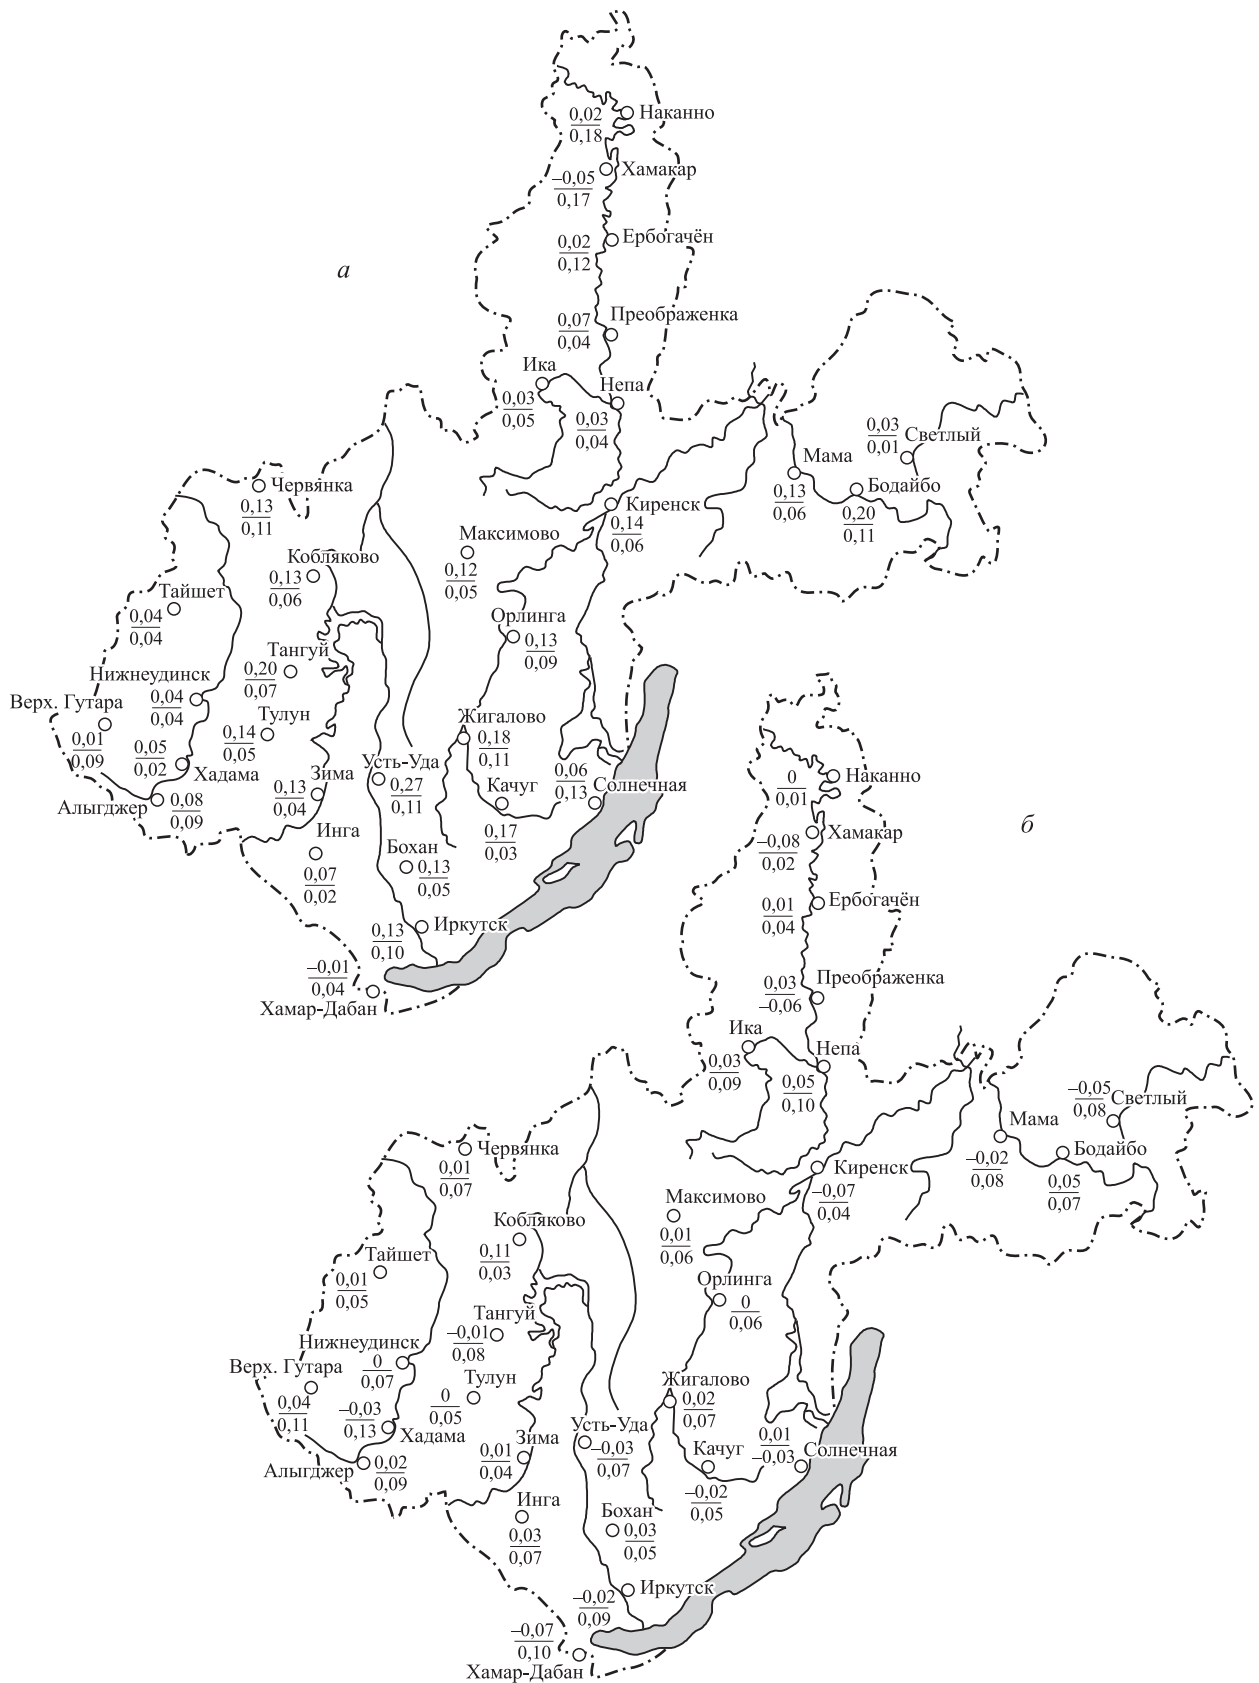 0,02
0,18
Наканно
Хамакар
–0,05
0,17
а
Ербогачён
0,02
0,12
Преображенка
0,07
0,04
Ика
0,03
0,05
Непа
0,03
0,04
0,03
0,01
Светлый
Мама
0,13
0,06
Бодайбо
0,20
0,11
Червянка
0,13
0,11
Киренск
0,14
0,06
Максимово
0,12
0,05
Кобляково
0,13
0,06
Тайшет
0,04
0,04
Орлинга
0,13
0,09
Тангуй
0,20
0,07
Нижнеудинск
0,04
0,04
Верх. Гутара
0,01
0,09
Тулун
0,14
0,05
Жигалово
0,18
0,11
0,05
0,02
Хадама
Зима
0,13
0,04
Усть-Уда
0,27
0,11
Качуг
0,17
0,03
0,06
0,13
Солнечная
Алыгджер
0,08
0,09
Инга
0,07
0,02
Бохан
0,13
0,05
Иркутск
0,13
0,10
–0,01
0,04
Хамар-Дабан
Наканно
0
0,01
б
Хамакар
–0,08
0,02
Ербогачён
0,01
0,04
Преображенка
0,03
–0,06
Ика
0,03
0,09
Непа
0,05
0,10
–0,05
0,08
Светлый
Мама
–0,02
0,08
Бодайбо
0,05
0,07
Червянка
0,01
0,07
Киренск
–0,07
0,04
Максимово
0,01
0,06
Кобляково
0,11
0,03
Тайшет
0,01
0,05
Орлинга
0
0,06
Тангуй
–0,01
0,08
Нижнеудинск
0
0,07
Верх. Гутара
0,04
0,11
Тулун
0
0,05
Жигалово
0,02
0,07
–0,03
0,13
Хадама
Зима
0,01
0,04
Усть-Уда
–0,03
0,07
Качуг
–0,02
0,05
0,01
–0,03
Солнечная
Алыгджер
0,02
0,09
Инга
0,03
0,07
Бохан
0,03
0,05
Иркутск
–0,02
0,09
–0,07
0,10
Хамар-Дабан